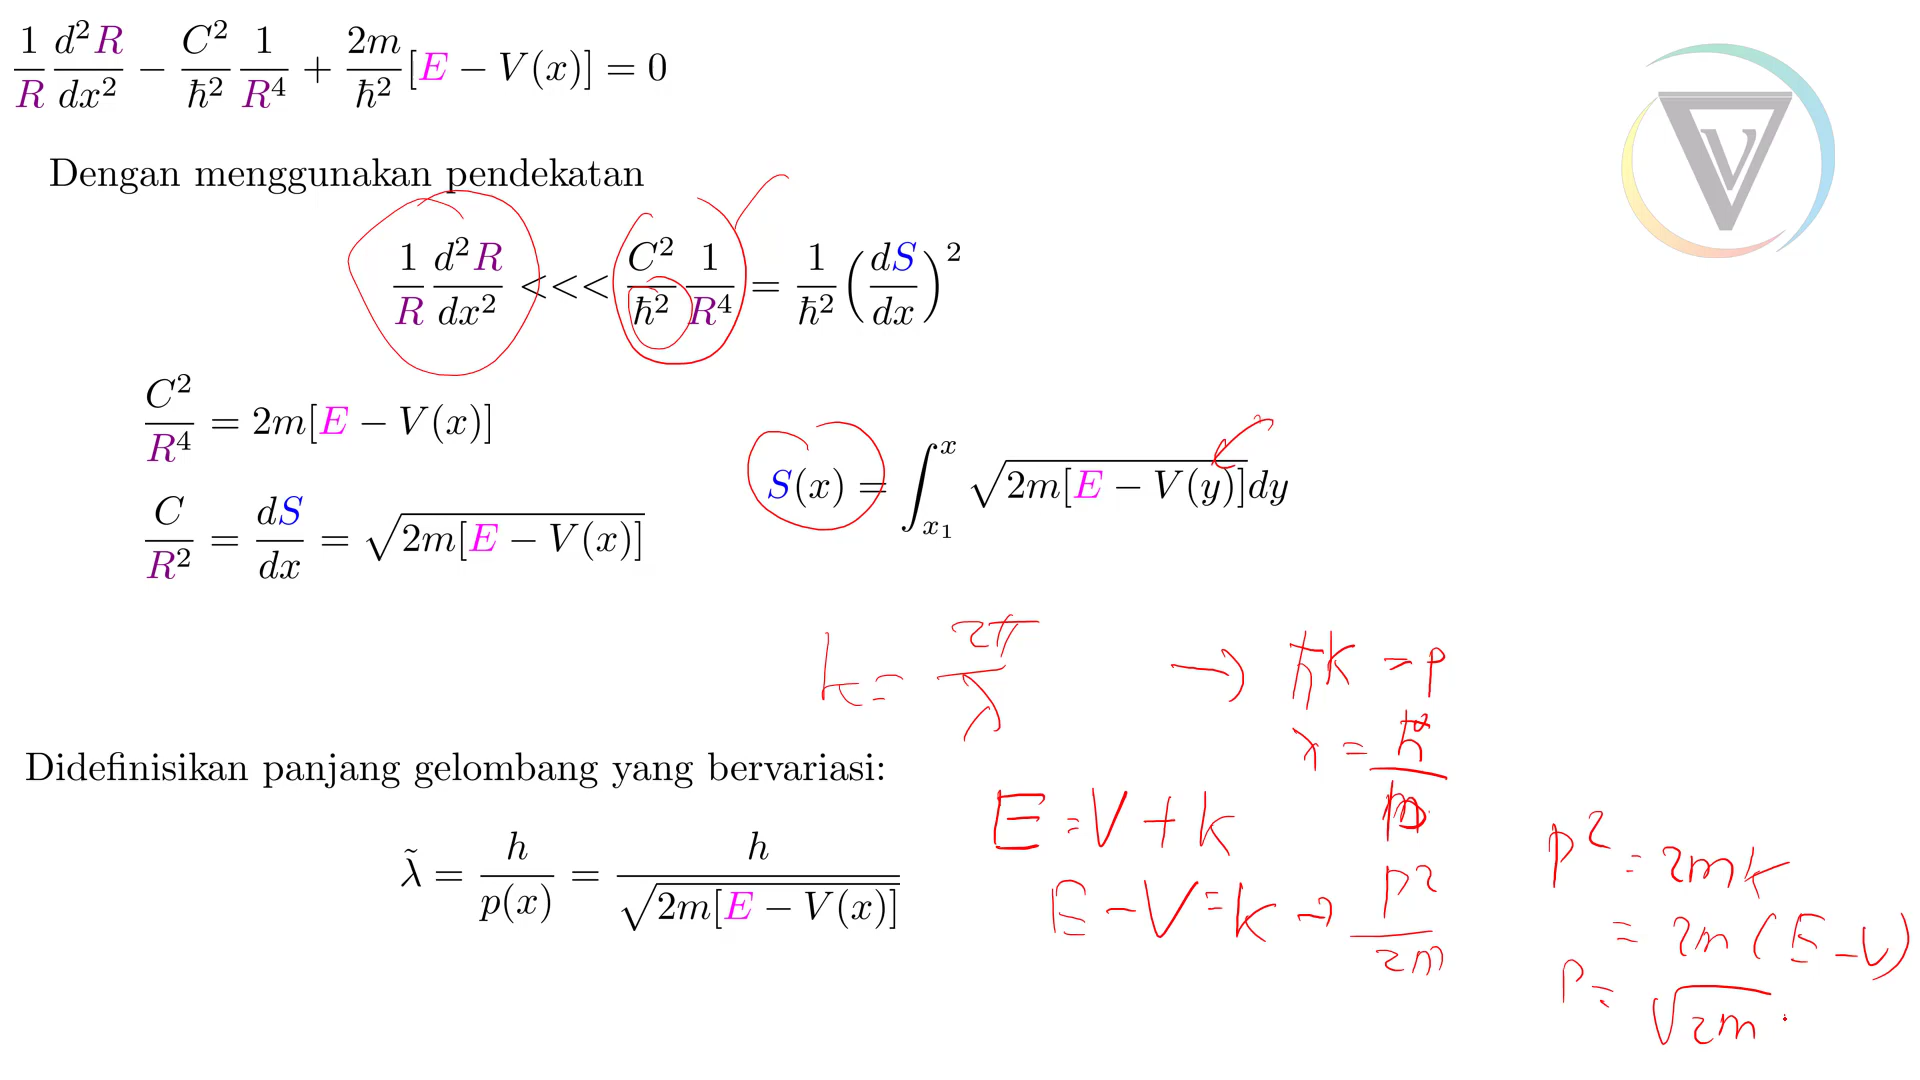 1/R d²R/dx² − C²/ħ² 1/R⁴ + 2m/ħ² [E − V(x)] = 0
Dengan menggunakan pendekatan
1/R d²R/dx² <<< C²/ħ² 1/R⁴ = 1/ħ² (dS/dx)²
C²/R⁴ = 2m[E − V(x)]
S(x) = ∫_{x₁}^{x} √(2m[E − V(y)]) dy
C/R² = dS/dx = √(2m[E − V(x)])
k = 2π/λ → ħk = p
Didefinisikan panjang gelombang yang bervariasi:
λ̃ = h/p(x) = h/√(2m[E − V(x)])
E = V + k
E − V = k → p²/2m
p² = 2mk
= 2m(E − V)
p = √2m
V